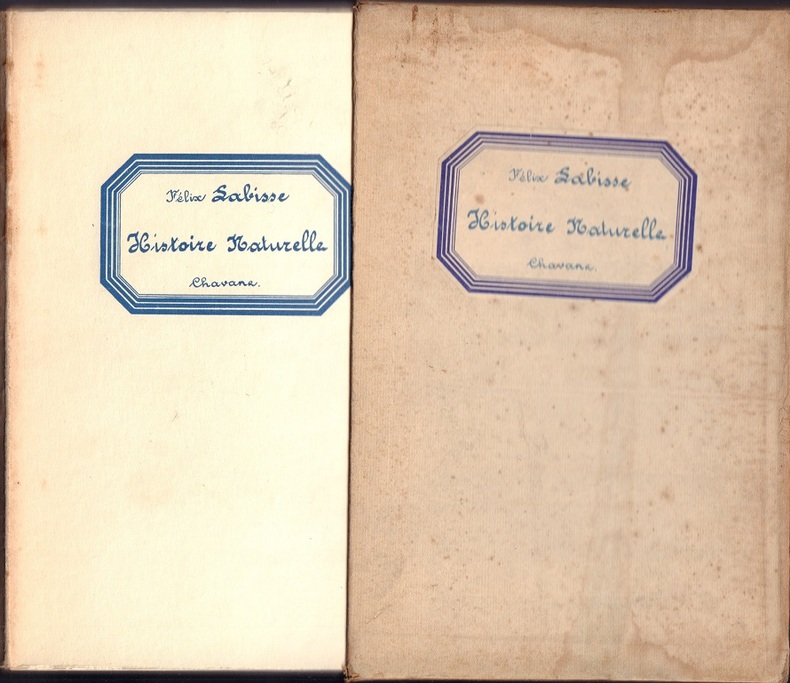 Félix Labisse
Histoire Naturelle
Chavane.
Félix Labisse
Histoire Naturelle
Chavane.